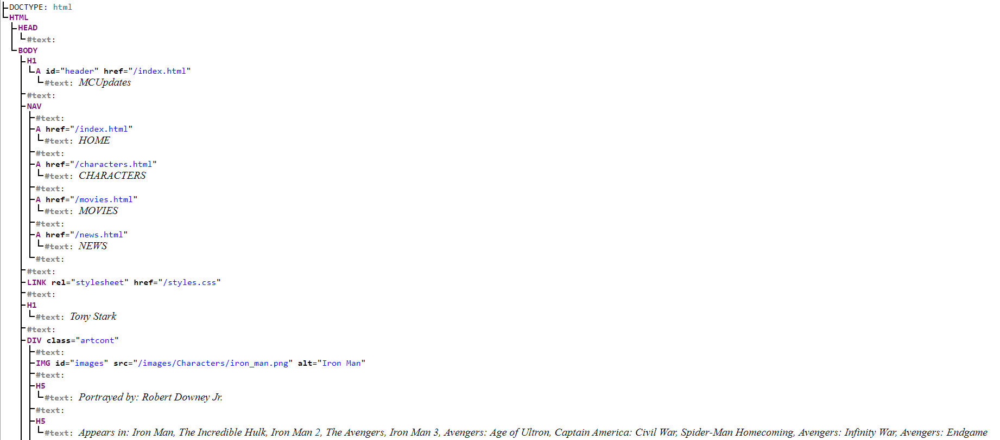 DOCTYPE: html
HTML
HEAD
#text:
BODY
H1
A id="header" href="/index.html"
#text: MCUpdates
#text:
NAV
#text:
A href="/index.html"
#text: HOME
#text:
A href="/characters.html"
#text: CHARACTERS
#text:
A href="/movies.html"
#text: MOVIES
#text:
A href="/news.html"
#text: NEWS
#text:
#text:
LINK rel="stylesheet" href="/styles.css"
#text:
H1
#text: Tony Stark
#text:
DIV class="artcont"
#text:
IMG id="images" src="/images/Characters/iron_man.png" alt="Iron Man"
#text:
H5
#text: Portrayed by: Robert Downey Jr.
#text:
H5
#text: Appears in: Iron Man, The Incredible Hulk, Iron Man 2, The Avengers, Iron Man 3, Avengers: Age of Ultron, Captain America: Civil War, Spider-Man Homecoming, Avengers: Infinity War, Avengers: Endgame